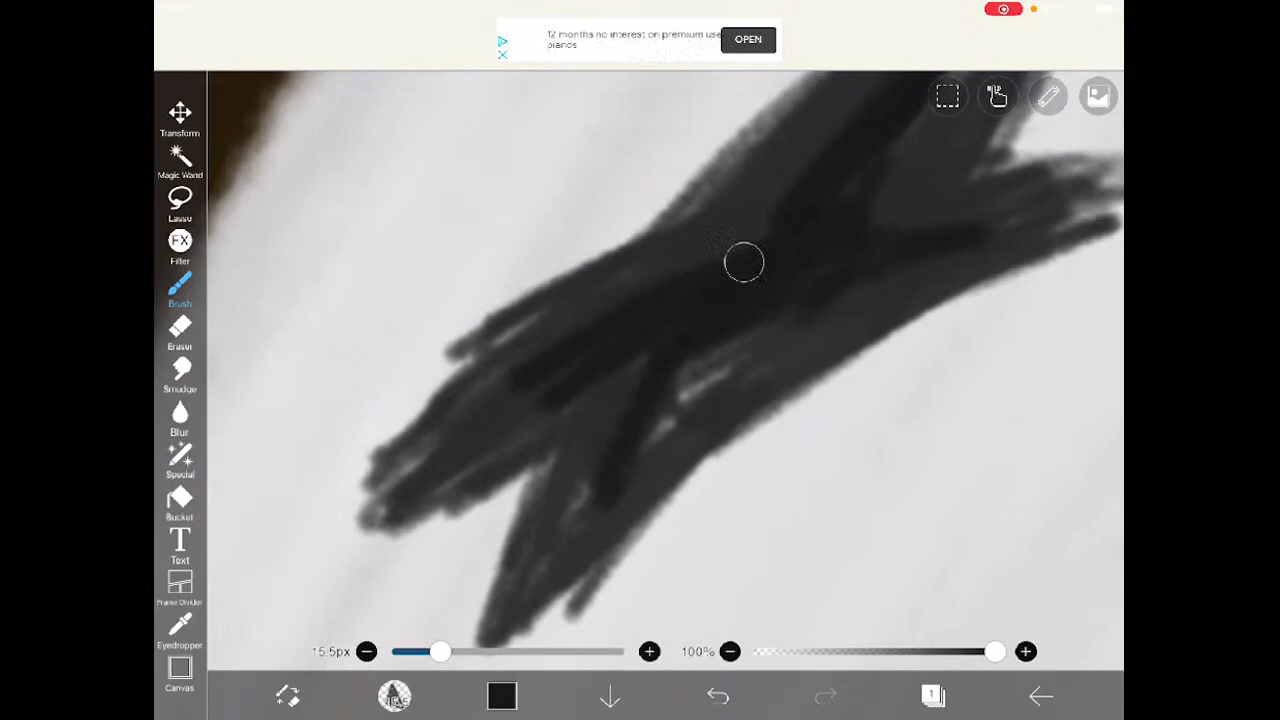 12 months no interest on premium use
pianos
OPEN
Transform
Magic Wand
Lasso
FX
Filter
Brush
Eraser
Smudge
Blur
Special
Bucket
T
Text
Frame Divider
Eyedropper
Canvas
15.5px
100%
1